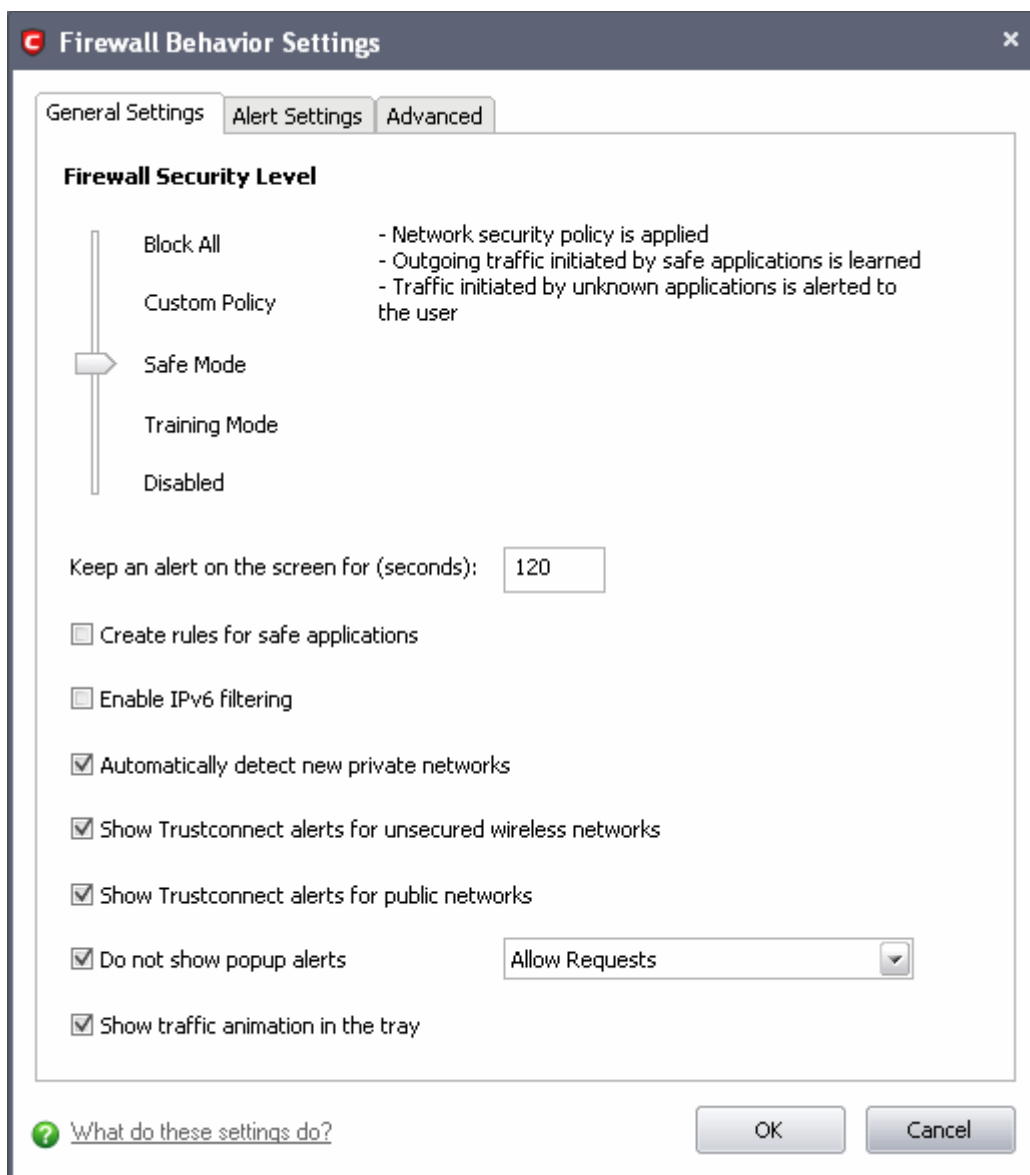 Firewall Behavior Settings
General Settings
Alert Settings
Advanced
Firewall Security Level
Block All
Custom Policy
Safe Mode
Training Mode
Disabled
- Network security policy is applied
- Outgoing traffic initiated by safe applications is learned
- Traffic initiated by unknown applications is alerted to
the user
Keep an alert on the screen for (seconds): 120
Create rules for safe applications
Enable IPv6 filtering
Automatically detect new private networks
Show Trustconnect alerts for unsecured wireless networks
Show Trustconnect alerts for public networks
Do not show popup alerts
Allow Requests
Show traffic animation in the tray
What do these settings do?
OK
Cancel